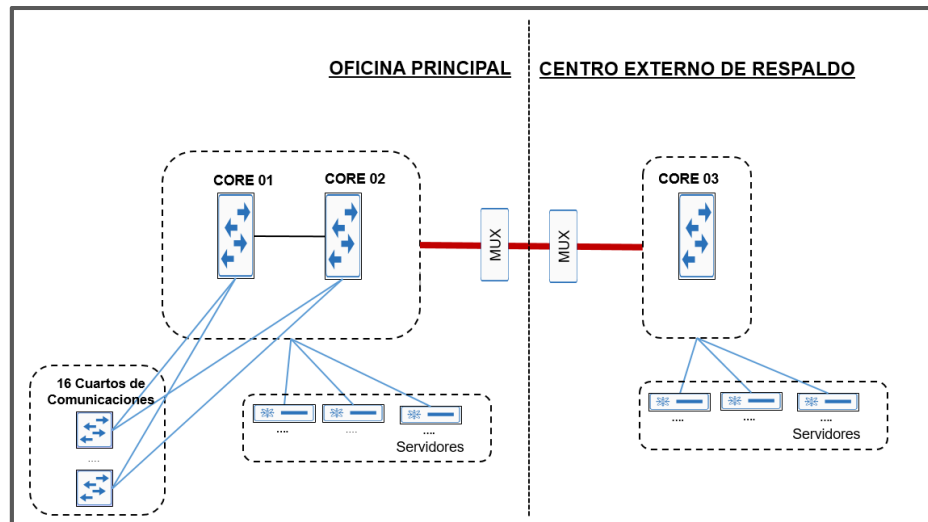 OFICINA PRINCIPAL
CENTRO EXTERNO DE RESPALDO
CORE 01
CORE 02
CORE 03
MUX
MUX
16 Cuartos de
Comunicaciones
....
....
....
....
Servidores
....
....
....
Servidores